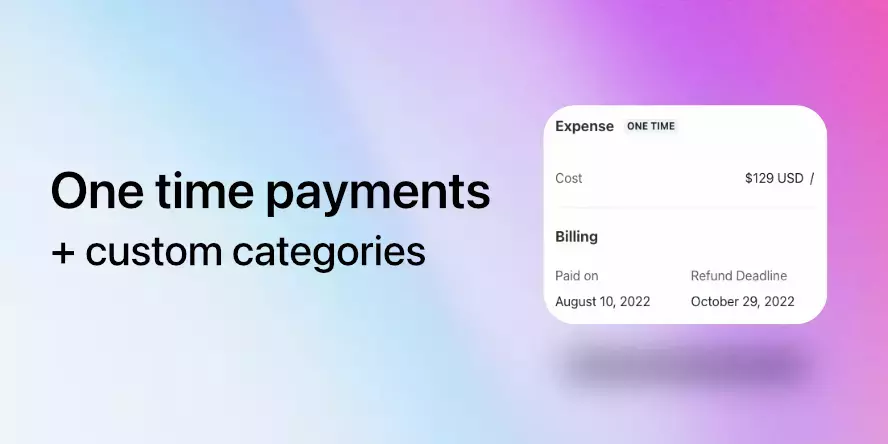 One time payments
+ custom categories
Expense ONE TIME
Cost $129 USD /
Billing
Paid on Refund Deadline
August 10, 2022 October 29, 2022